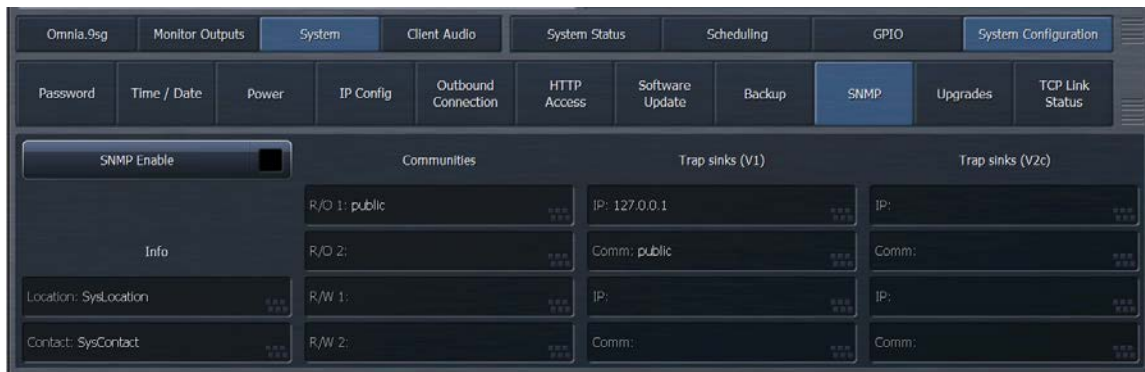 Omnia.9sg Monitor Outputs System Client Audio System Status Scheduling GPIO System Configuration
Password Time / Date Power IP Config Outbound Connection HTTP Access Software Update Backup SNMP Upgrades TCP Link Status
SNMP Enable Communities Trap sinks (V1) Trap sinks (V2c)
R/O 1: public IP: 127.0.0.1 IP:
Info R/O 2: Comm: public Comm:
Location: SysLocation R/W 1: IP: IP:
Contact: SysContact R/W 2: Comm: Comm: